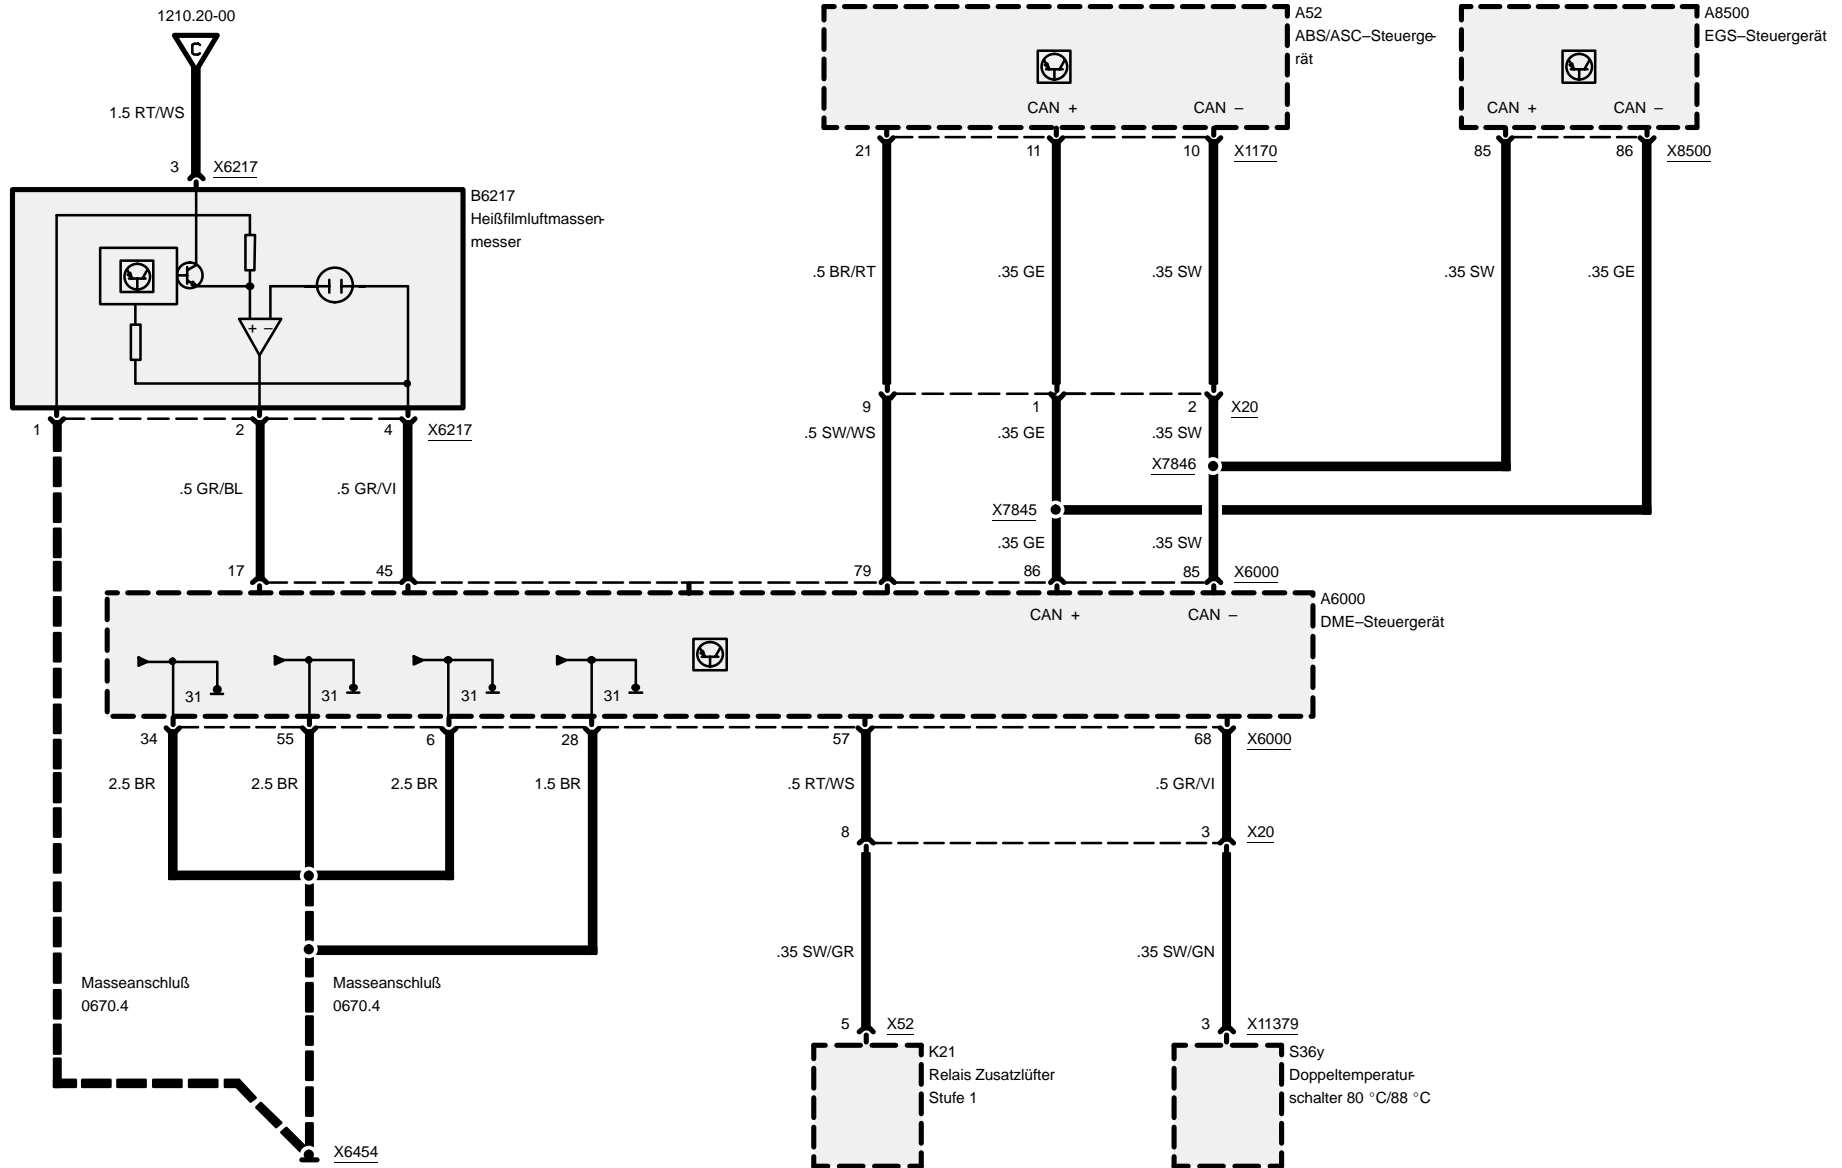 1210.20-00
C
1.5 RT/WS
3 X6217
B6217
Heißfilmluftmassen-
messer
+ –
1 2 4 X6217
.5 GR/BL .5 GR/VI
17 45
A52
ABS/ASC–Steuerge-
rät
CAN + CAN –
21 11 10 X1170
.5 BR/RT .35 GE .35 SW
9 1 2 X20
.5 SW/WS .35 GE .35 SW
X7846
X7845
.35 GE .35 SW
79 86 85 X6000
A8500
EGS–Steuergerät
CAN + CAN –
85 86 X8500
.35 SW .35 GE
A6000
DME–Steuergerät
CAN + CAN –
31 31 31 31
34 55 6 28 57 68 X6000
2.5 BR 2.5 BR 2.5 BR 1.5 BR .5 RT/WS .5 GR/VI
8 3 X20
.35 SW/GR .35 SW/GN
Masseanschluß
0670.4
Masseanschluß
0670.4
X6454
5 X52
K21
Relais Zusatzlüfter
Stufe 1
3 X11379
S36y
Doppeltemperatur-
schalter 80 °C/88 °C